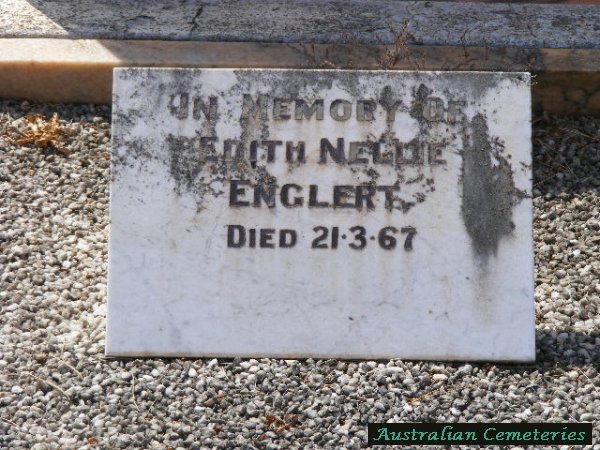 In Memory of
Edith Nellie
Englert.
Died 21·3·67
Australian Cemeteries